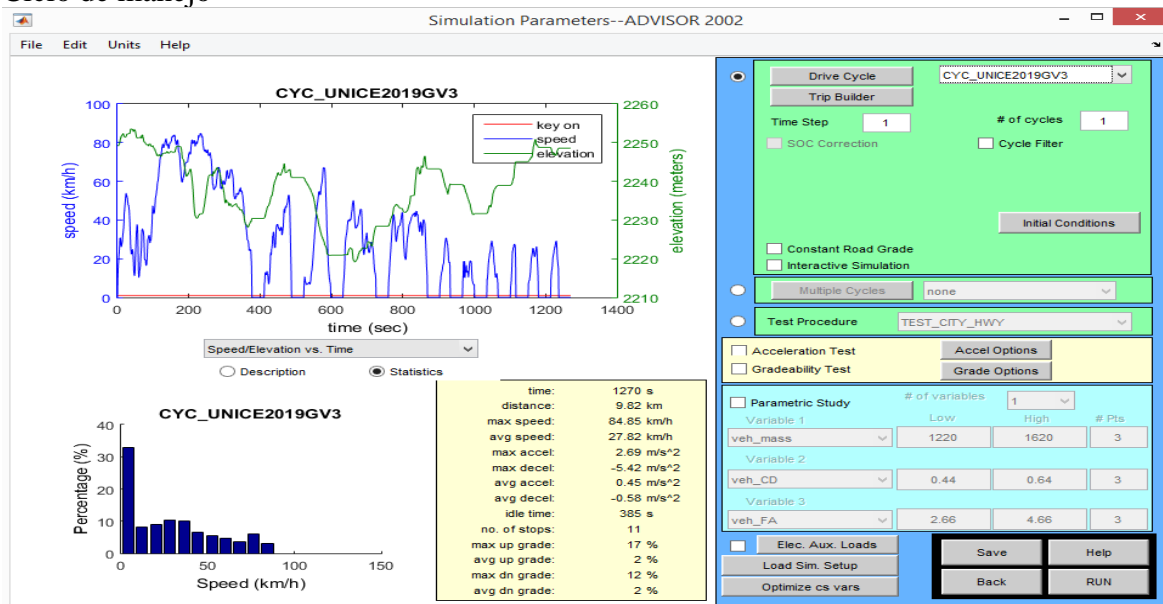 Ciclo de manejo
Simulation Parameters--ADVISOR 2002
File Edit Units Help
CYC_UNICE2019GV3
100
80
60
40
20
0
speed (km/h)
2260
2250
2240
2230
2220
2210
elevation (meters)
key on
speed
elevation
0 200 400 600 800 1000 1200 1400
time (sec)
Speed/Elevation vs. Time
Description Statistics
CYC_UNICE2019GV3
40
30
20
10
0
Percentage (%)
0 50 100 150
Speed (km/h)
time: 1270 s
distance: 9.82 km
max speed: 84.85 km/h
avg speed: 27.82 km/h
max accel: 2.69 m/s^2
max decel: -5.42 m/s^2
avg accel: 0.45 m/s^2
avg decel: -0.58 m/s^2
idle time: 385 s
no. of stops: 11
max up grade: 17 %
avg up grade: 2 %
max dn grade: 12 %
avg dn grade: 2 %
Drive Cycle CYC_UNICE2019GV3
Trip Builder
Time Step 1 # of cycles 1
SOC Correction Cycle Filter
Initial Conditions
Constant Road Grade
Interactive Simulation
Multiple Cycles none
Test Procedure TEST_CITY_HWY
Acceleration Test Accel Options
Gradeability Test Grade Options
Parametric Study # of variables 1
Variable 1 Low High # Pts
veh_mass 1220 1620 3
Variable 2
veh_CD 0.44 0.64 3
Variable 3
veh_FA 2.66 4.66 3
Elec. Aux. Loads
Load Sim. Setup
Optimize cs vars
Save Help
Back RUN